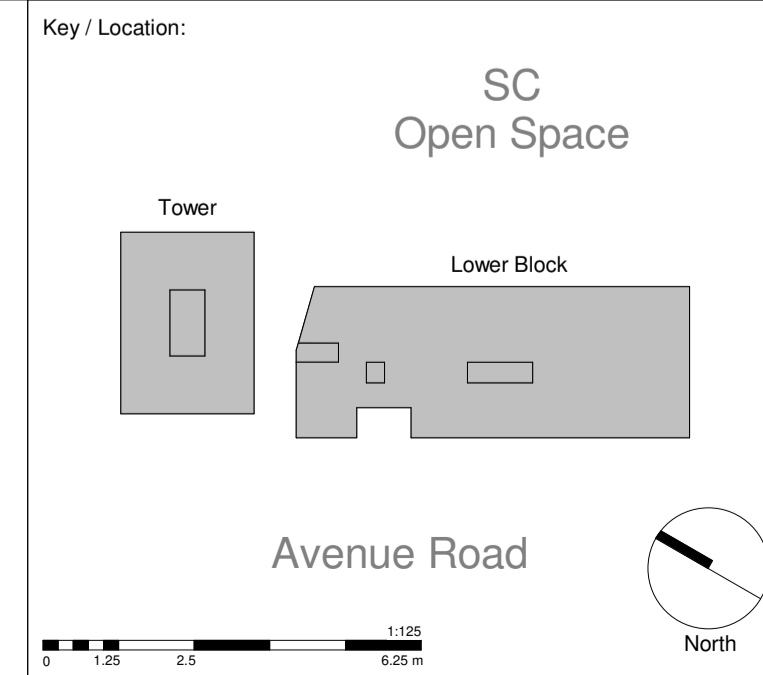 Key / Location:
SC
Open Space
Tower
Lower Block
Avenue Road
North
1:125
0 1.25 2.5 6.25 m